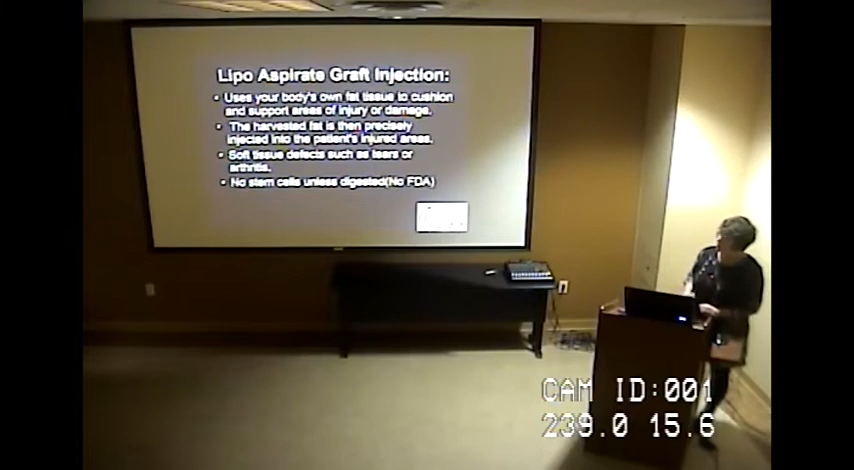 Lipo Aspirate Graft Injection:
• Uses your body's own fat tissue to cushion
and support areas of injury or damage.
• The harvested fat is then precisely
injected into the patient's injured areas.
• Soft tissue defects such as tears or
arthritis.
• No stem cells unless digested(No FDA)
CAM ID:001
239.0 15.6